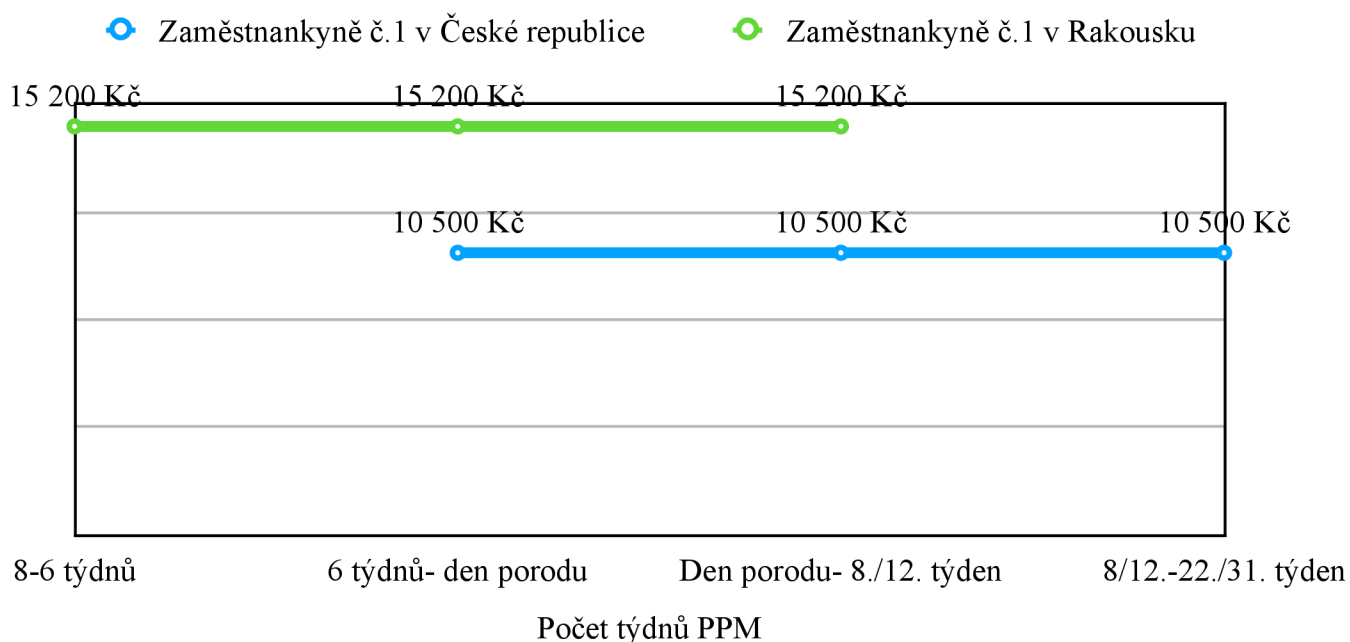 Zaměstnankyně č.1 v České republice Zaměstnankyně č.1 v Rakousku
15 200 Kč 15 200 Kč 15 200 Kč
10 500 Kč 10 500 Kč 10 500 Kč
8-6 týdnů 6 týdnů- den porodu Den porodu- 8./12. týden 8/12.-22./31. týden
Počet týdnů PPM